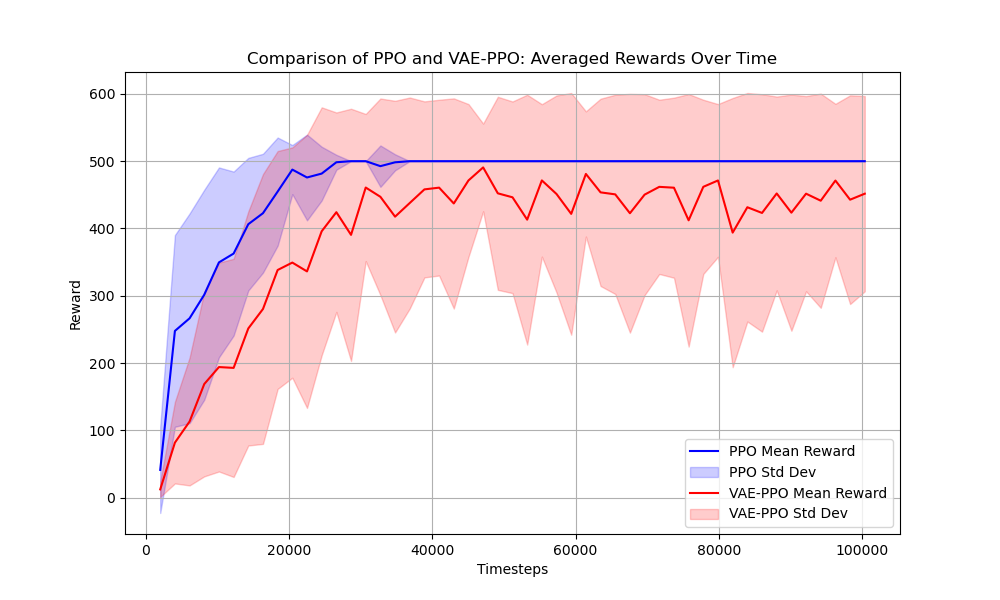 Comparison of PPO and VAE-PPO: Averaged Rewards Over Time
600
500
400
300
200
100
0
Reward
0
20000
40000
60000
80000
100000
Timesteps
PPO Mean Reward
PPO Std Dev
VAE-PPO Mean Reward
VAE-PPO Std Dev